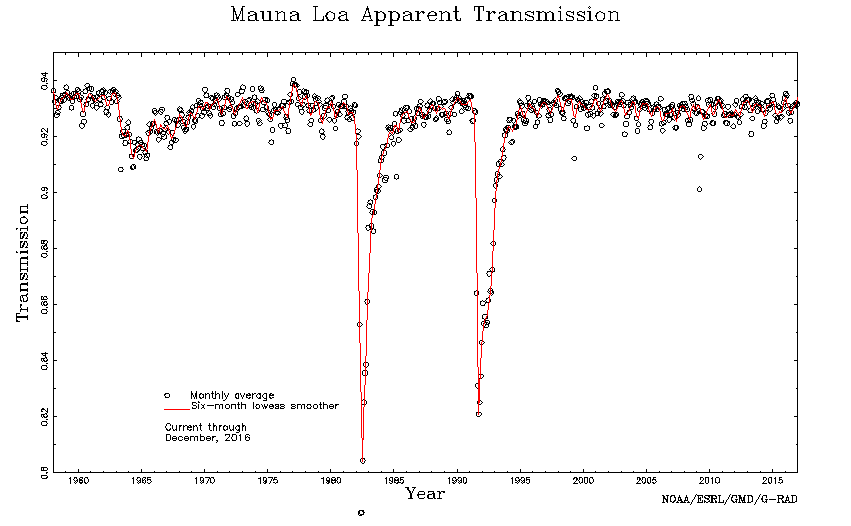 Mauna Loa Apparent Transmission
Transmission
0.94
0.92
0.9
0.88
0.86
0.84
0.82
0.8
Monthly average
Six-month lowess smoother
Current through
December, 2016
1960 1965 1970 1975 1980 1985 1990 1995 2000 2005 2010 2015
Year
NOAA/ESRL/GMD/G-RAD